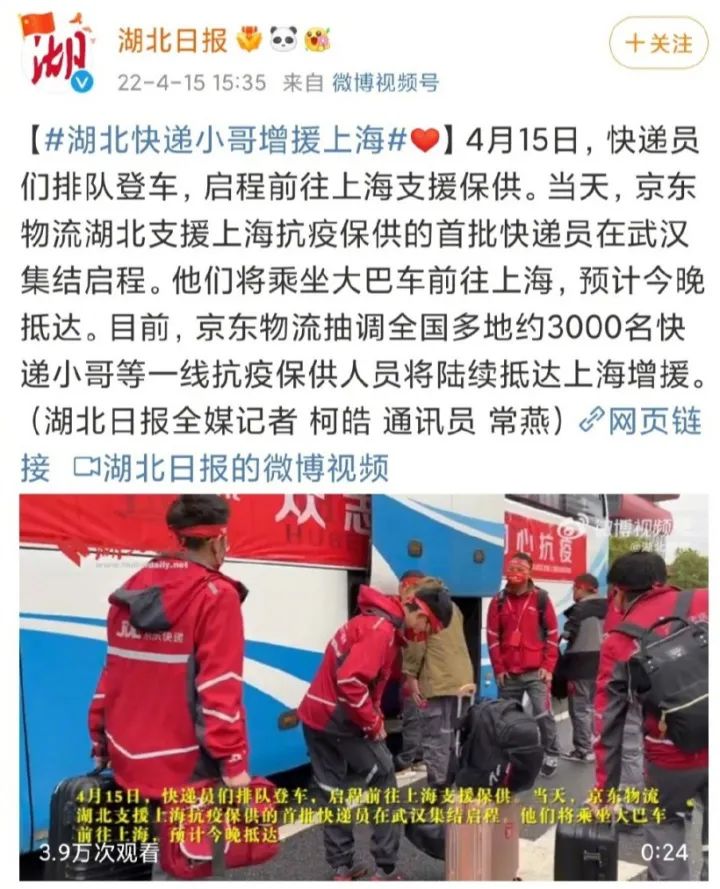 湖
湖北日报
22-4-15 15:35 来自 微博视频号
+关注
【#湖北快递小哥增援上海#❤】4月15日，快递员
们排队登车，启程前往上海支援保供。当天，京东
物流湖北支援上海抗疫保供的首批快递员在武汉
集结启程。他们将乘坐大巴车前往上海，预计今晚
抵达。目前，京东物流抽调全国多地约3000名快
递小哥等一线抗疫保供人员将陆续抵达上海增援。
（湖北日报全媒记者 柯皓 通讯员 常燕）网页链
接 湖北日报的微博视频
众志
心抗疫
微博视频
@湖北
JDL京东快递
4月15日，快递员们排队登车，启程前往上海支援保供。当天，京东物流
湖北支援上海抗疫保供的首批快递员在武汉集结启程。他们将乘坐大巴车
前往上海，预计今晚抵达。
3.9万次观看
0:24